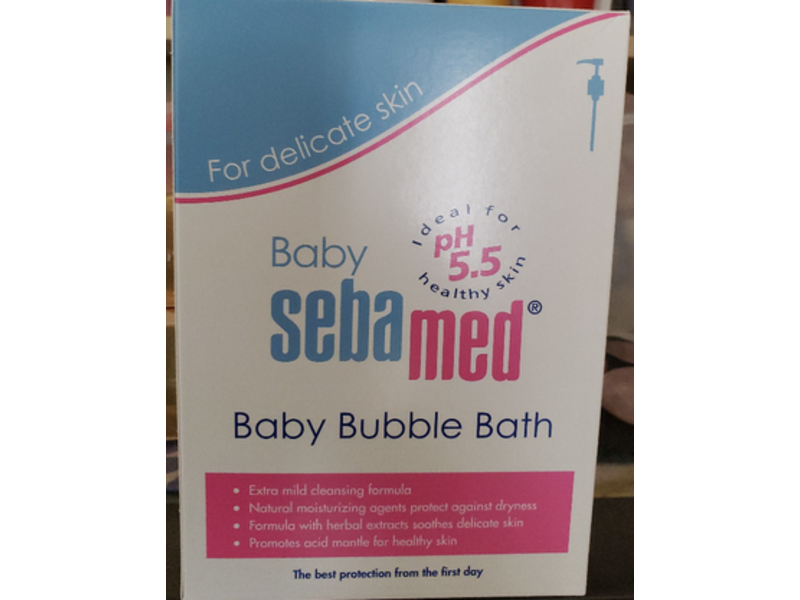 For delicate skin
Ideal for
pH
5.5
healthy skin
Baby
sebamed®
Baby Bubble Bath
• Extra mild cleansing formula
• Natural moisturizing agents protect against dryness
• Formula with herbal extracts soothes delicate skin
• Promotes acid mantle for healthy skin
The best protection from the first day